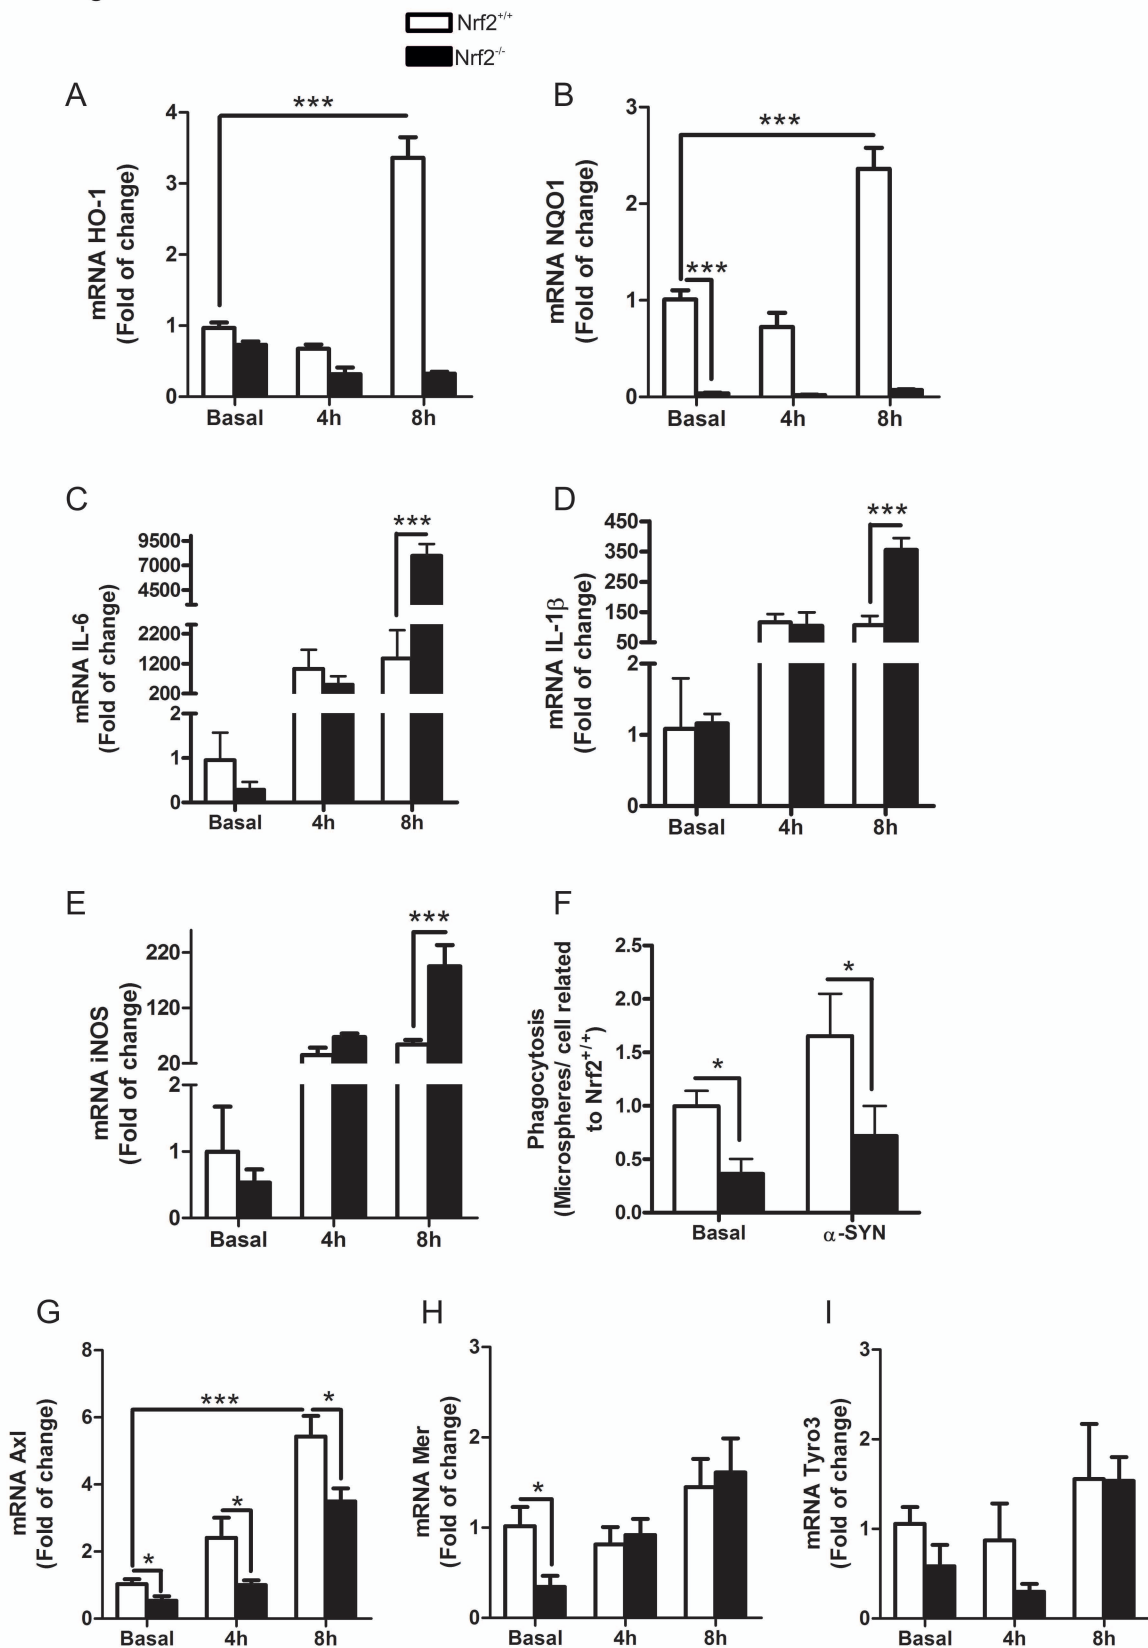 Nrf2+/+
Nrf2-/-
A
mRNA HO-1
(Fold of change)
4
3
2
1
0
***
Basal 4h 8h
B
mRNA NQO1
(Fold of change)
3
2
1
0
***
***
Basal 4h 8h
C
mRNA IL-6
(Fold of change)
9500
7000
4500
2200
1200
200
2
1
0
***
Basal 4h 8h
D
mRNA IL-1β
(Fold of change)
450
350
250
150
50
2
1
0
***
Basal 4h 8h
E
mRNA iNOS
(Fold of change)
220
120
20
2
1
0
***
Basal 4h 8h
F
Phagocytosis
(Microspheres/ cell related
to Nrf2+/+)
2.5
2.0
1.5
1.0
0.5
0.0
*
*
Basal α-SYN
G
mRNA Axl
(Fold of change)
8
6
4
2
0
***
*
*
*
Basal 4h 8h
H
mRNA Mer
(Fold of change)
3
2
1
0
*
Basal 4h 8h
I
mRNA Tyro3
(Fold of change)
3
2
1
0
Basal 4h 8h